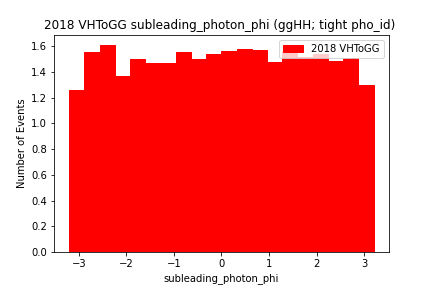 2018 VHToGG subleading_photon_phi (ggHH; tight pho_id)
2018 VHToGG
Number of Events
1.6
1.4
1.2
1.0
0.8
0.6
0.4
0.2
0.0
−3 −2 −1 0 1 2 3
subleading_photon_phi